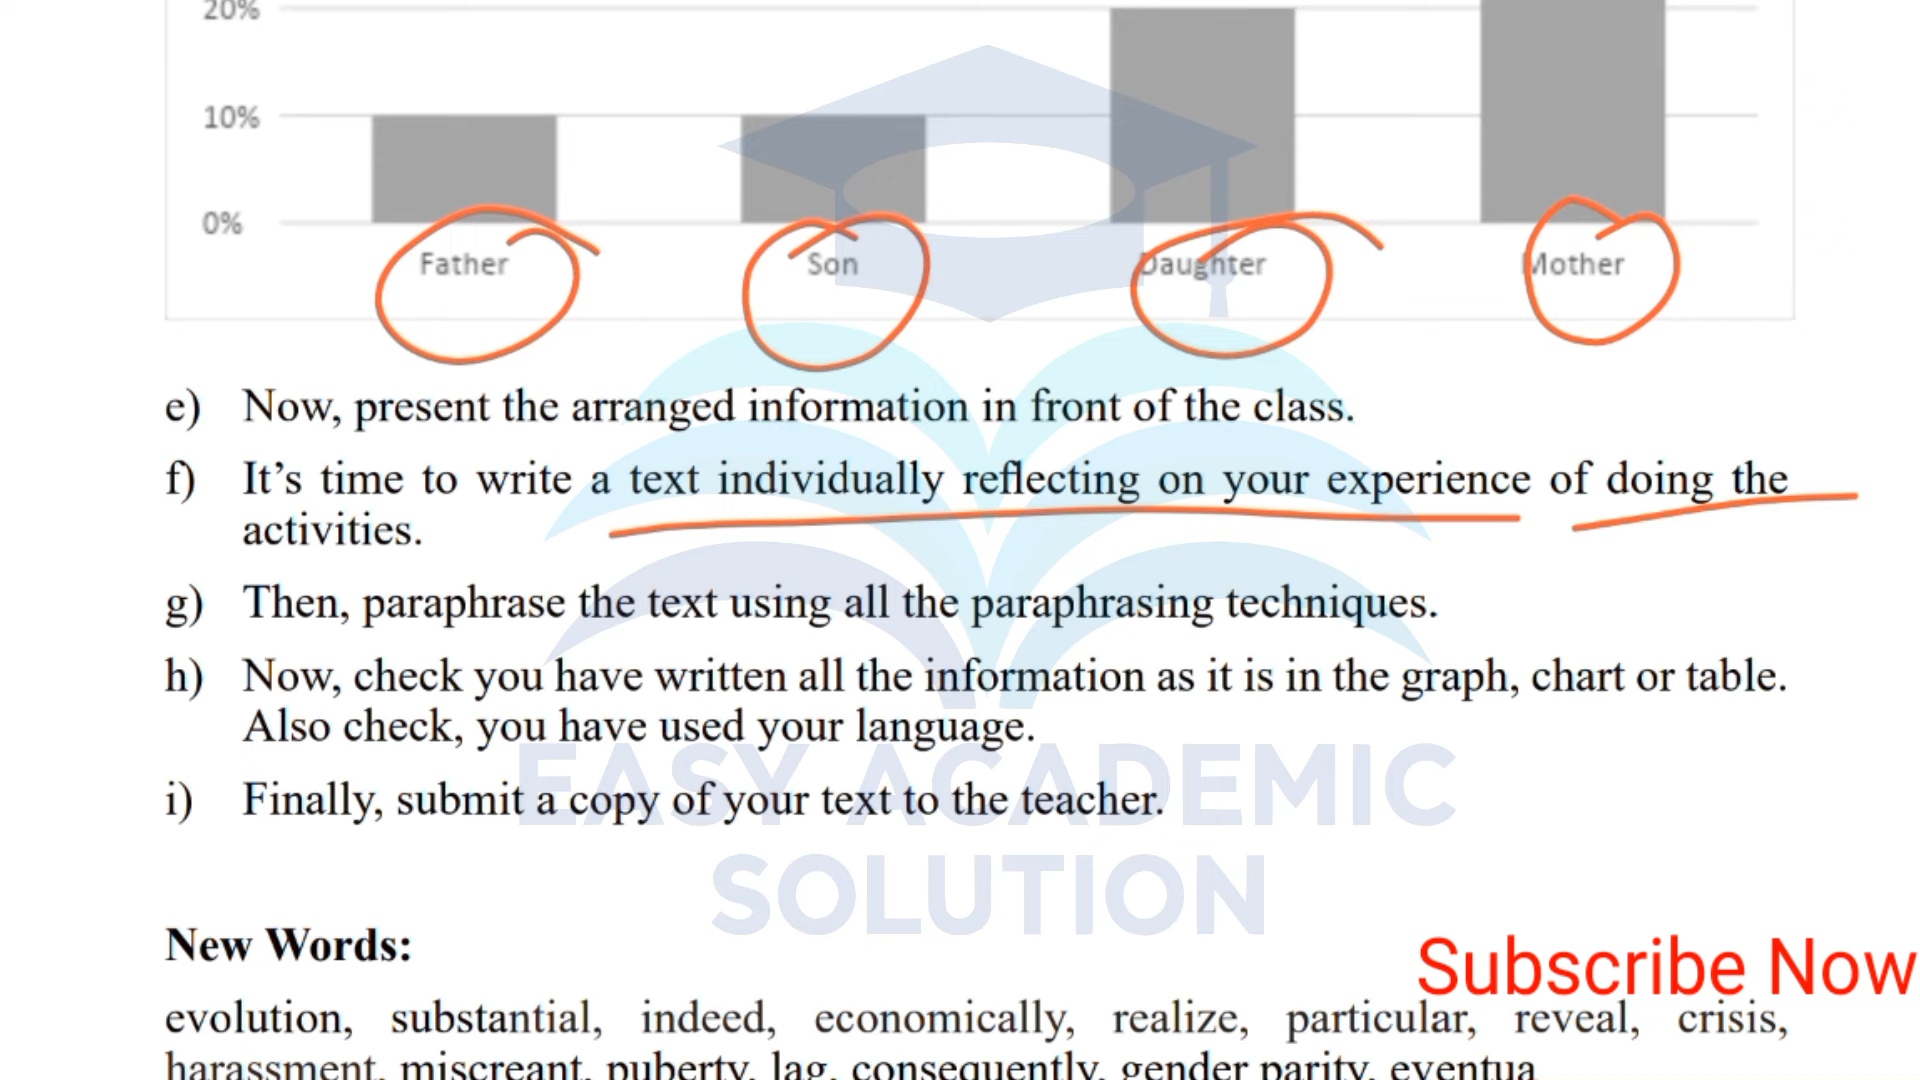 20%
10%
0%
Father Son Daughter Mother
e) Now, present the arranged information in front of the class.
f) It's time to write a text individually reflecting on your experience of doing the
activities.
g) Then, paraphrase the text using all the paraphrasing techniques.
h) Now, check you have written all the information as it is in the graph, chart or table.
Also check, you have used your language.
i) Finally, submit a copy of your text to the teacher.
EASY ACADEMIC
SOLUTION
New Words:
Subscribe Now
evolution, substantial, indeed, economically, realize, particular, reveal, crisis,
harassment, miscreant, puberty, lag, consequently, gender parity, eventua